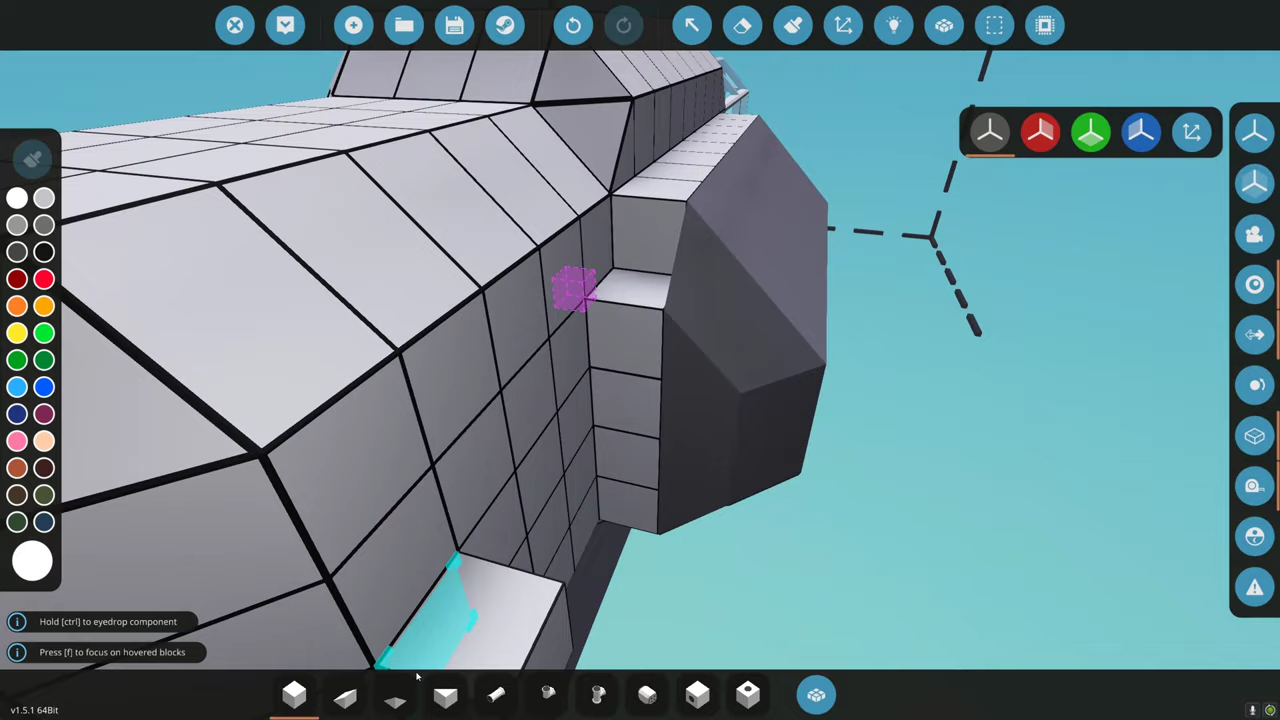 Hold [ctrl] to eyedrop component
Press [f] to focus on hovered blocks
v1.5.1 64Bit